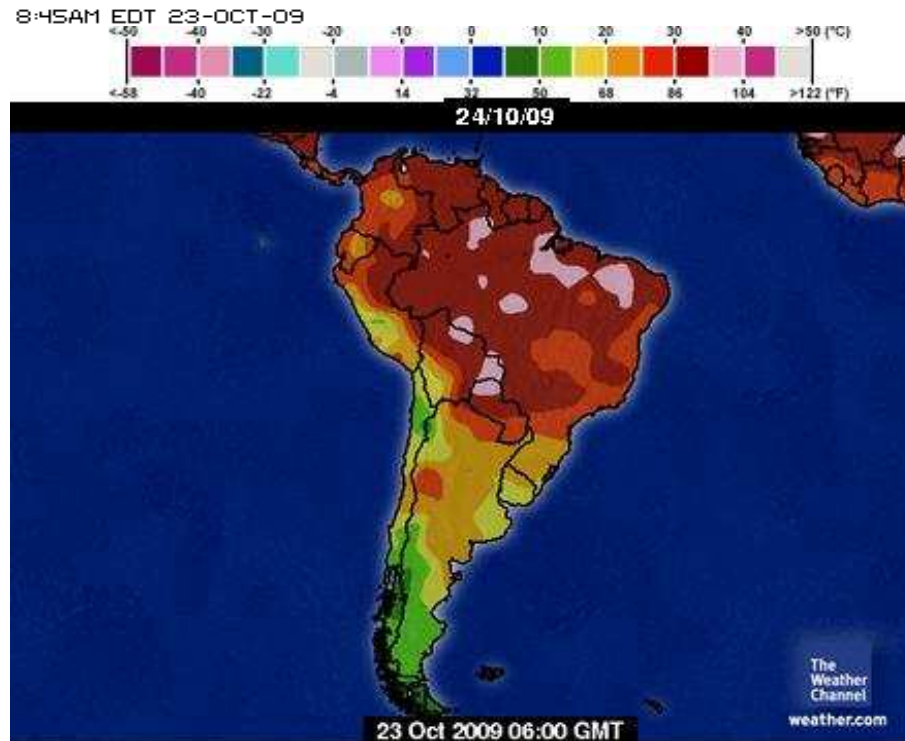 8:45AM EDT 23-OCT-09
<-50 -40 -30 -20 -10 0 10 20 30 40 >50 (°C)
<-58 -40 -22 -4 14 32 50 68 86 104 >122 (°F)
24/10/09
The
Weather
Channel
weather.com
23 Oct 2009 06:00 GMT